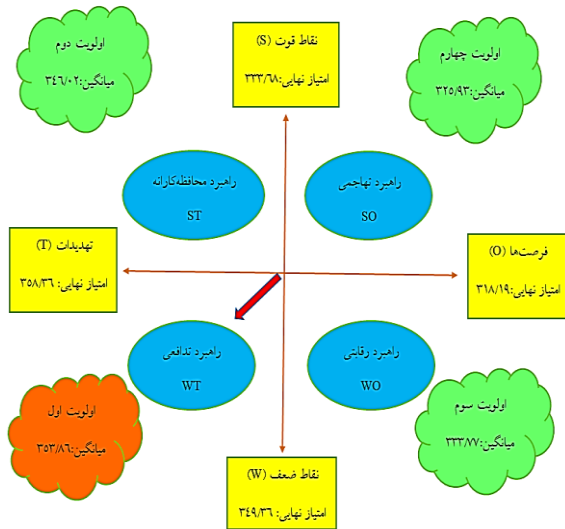 نقاط قوت (S)
امتیاز نهایی:۳۳۳/۶۸
اولویت چهارم
میانگین:۳۲۵/۹۳
اولویت دوم
میانگین:۳۴۶/۰۲
راهبرد تهاجمی
SO
راهبرد محافظه‌کارانه
ST
فرصت‌ها (O)
امتیاز نهایی:۳۱۸/۱۹
تهدیدات (T)
امتیاز نهایی: ۳۵۸/۳۶
راهبرد رقابتی
WO
راهبرد تدافعی
WT
اولویت سوم
میانگین:۳۳۳/۷۷
اولویت اول
میانگین:۳۵۳/۸۶
نقاط ضعف (W)
امتیاز نهایی: ۳۴۹/۳۶